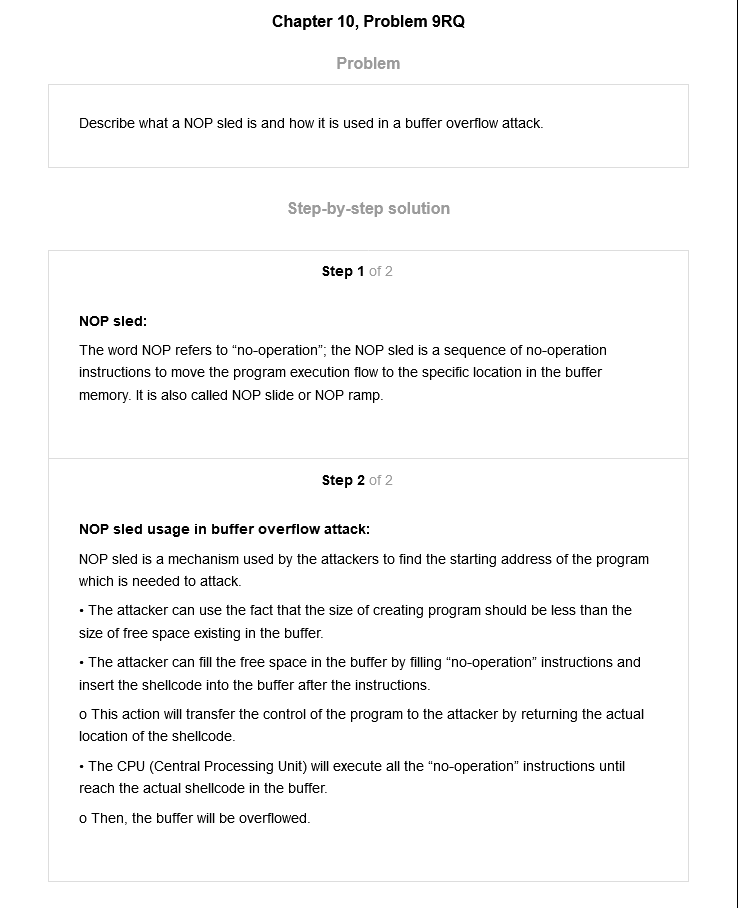 Chapter 10, Problem 9RQ
Problem
Describe what a NOP sled is and how it is used in a buffer overflow attack.
Step-by-step solution
Step 1 of 2
NOP sled:
The word NOP refers to “no-operation”; the NOP sled is a sequence of no-operation
instructions to move the program execution flow to the specific location in the buffer
memory. It is also called NOP slide or NOP ramp.
Step 2 of 2
NOP sled usage in buffer overflow attack:
NOP sled is a mechanism used by the attackers to find the starting address of the program
which is needed to attack.
• The attacker can use the fact that the size of creating program should be less than the
size of free space existing in the buffer.
• The attacker can fill the free space in the buffer by filling “no-operation” instructions and
insert the shellcode into the buffer after the instructions.
o This action will transfer the control of the program to the attacker by returning the actual
location of the shellcode.
• The CPU (Central Processing Unit) will execute all the “no-operation” instructions until
reach the actual shellcode in the buffer.
o Then, the buffer will be overflowed.